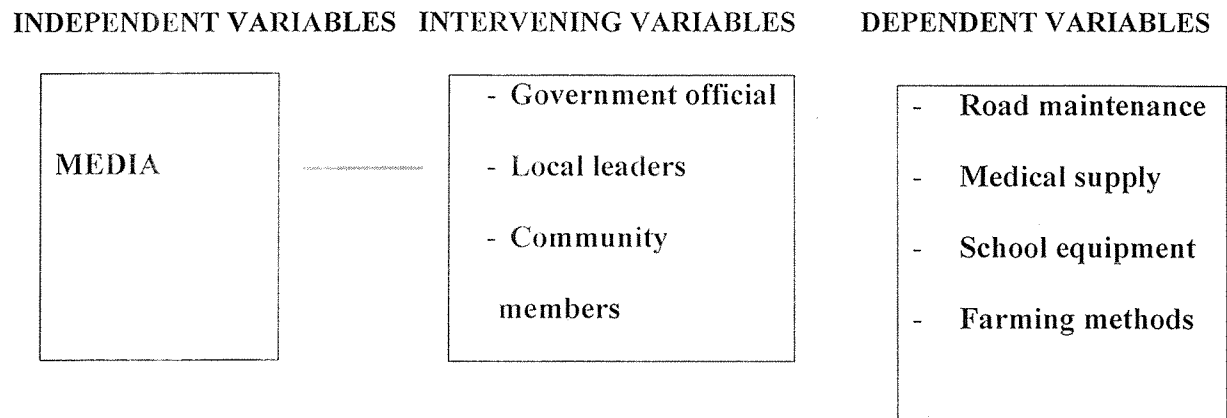 INDEPENDENT VARIABLES INTERVENING VARIABLES DEPENDENT VARIABLES
MEDIA
- Government official
- Local leaders
- Community
members
- Road maintenance
- Medical supply
- School equipment
- Farming methods